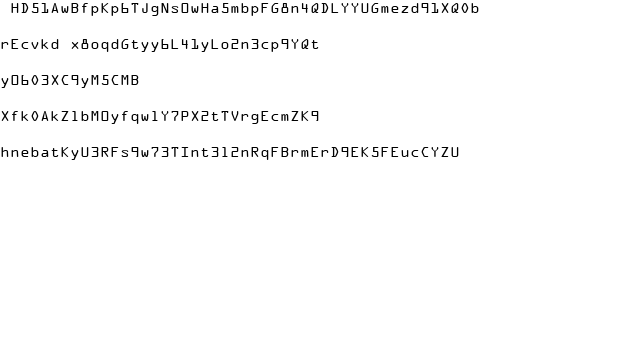 HD51AwBfpKp6TJgNsOwHa5mbpFG8n4QDLYYUGmezd91XQ0b
rEcvkd x8oqdGtyy6L41yLo2n3cp9YQt
yO6O3XC9yM5CMB
Xfk0AkZlbMOyfqwlY7PX2tTVrgEcmZK9
hnebatKyU3RFs9w73TInt3l2nRqFBrmErD9EK5FEucCYZU